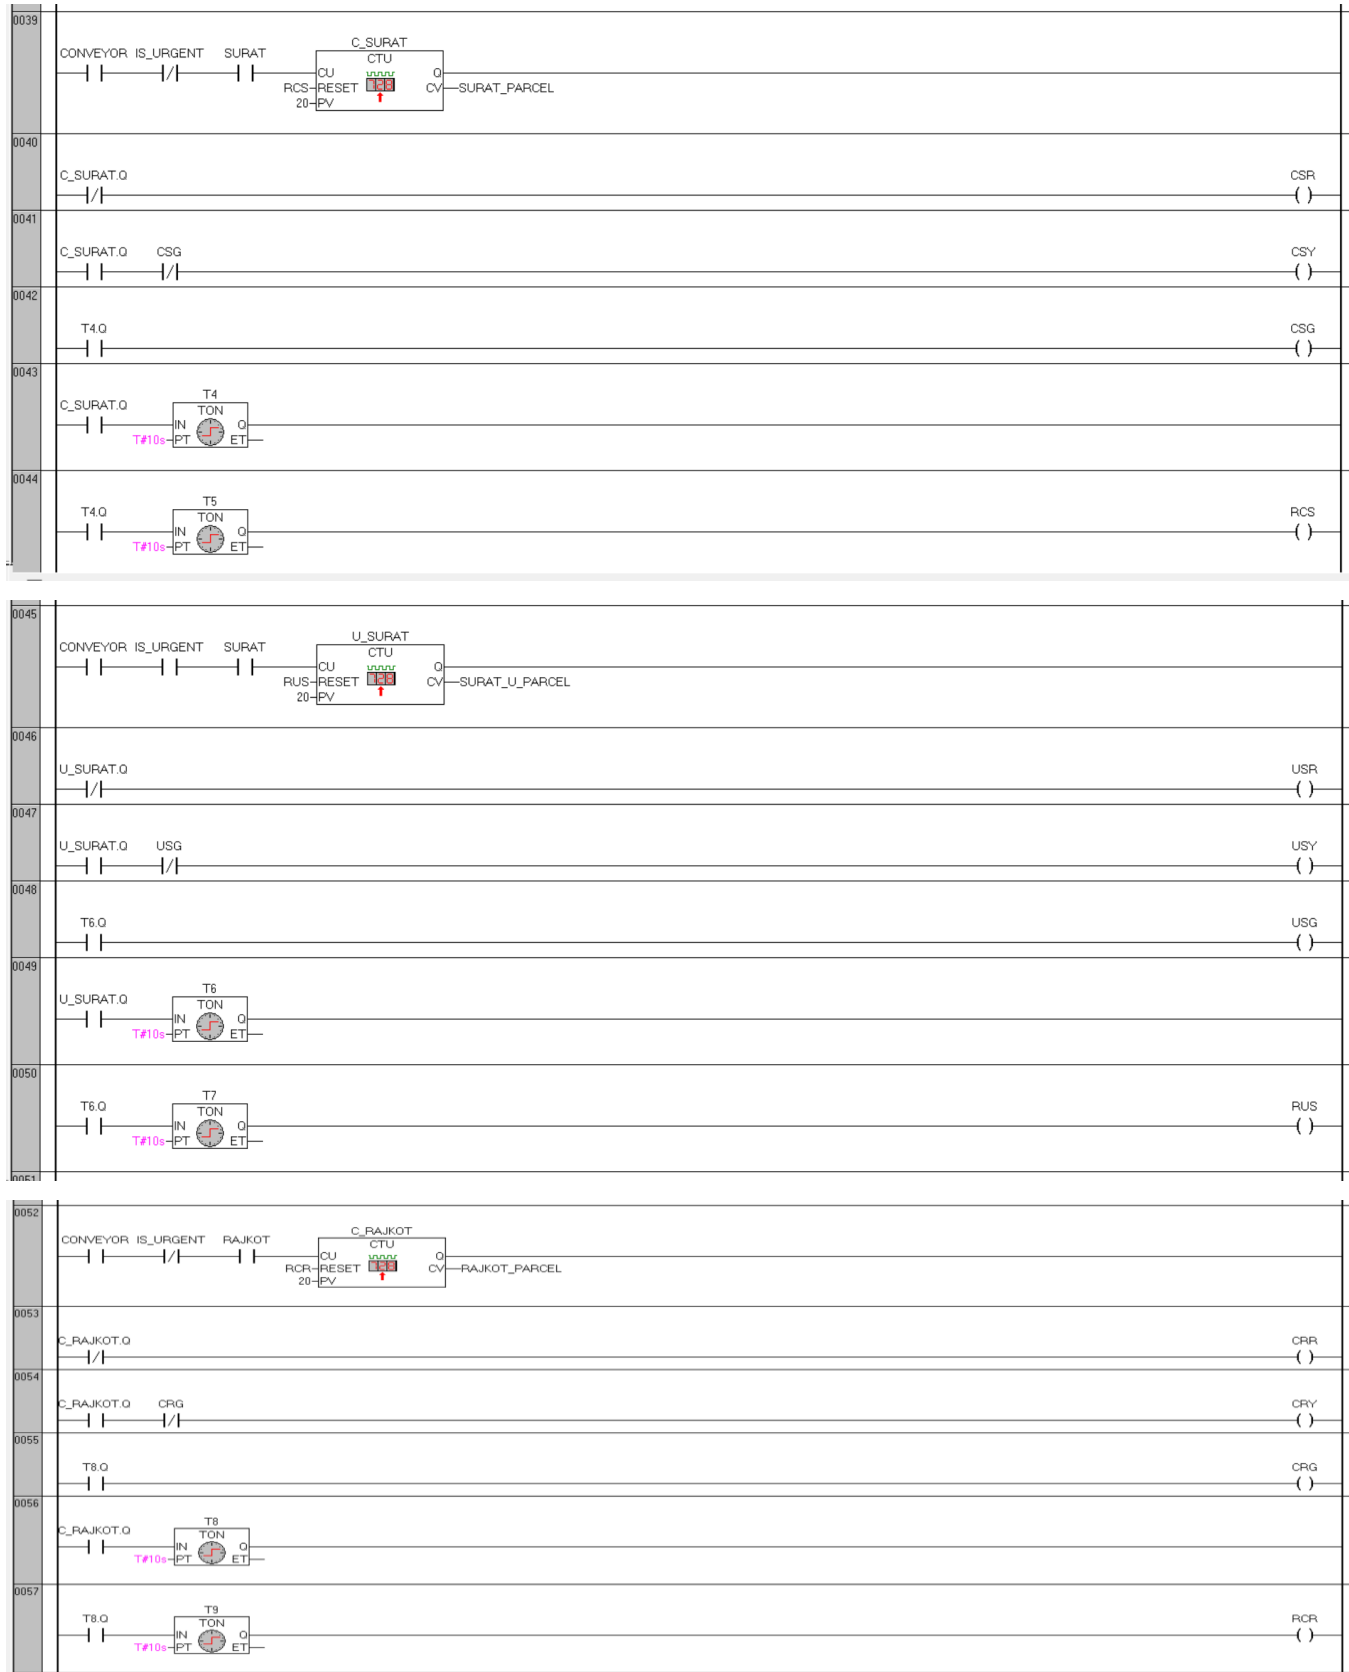 0039
CONVEYOR IS_URGENT SURAT
C_SURAT
CTU
CU Q
RCS RESET CV SURAT_PARCEL
20 PV
0040
C_SURAT.Q CSR
0041
C_SURAT.Q CSG CSY
0042
T4.Q CSG
0043
C_SURAT.Q
T4
TON
IN Q
T#10s PT ET
0044
T4.Q
T5
TON
IN Q RCS
T#10s PT ET
0045
CONVEYOR IS_URGENT SURAT
U_SURAT
CTU
CU Q
RUS RESET CV SURAT_U_PARCEL
20 PV
0046
U_SURAT.Q USR
0047
U_SURAT.Q USG USY
0048
T6.Q USG
0049
U_SURAT.Q
T6
TON
IN Q
T#10s PT ET
0050
T6.Q
T7
TON
IN Q RUS
T#10s PT ET
0051
0052
CONVEYOR IS_URGENT RAJKOT
C_RAJKOT
CTU
CU Q
RCR RESET CV RAJKOT_PARCEL
20 PV
0053
C_RAJKOT.Q CRR
0054
C_RAJKOT.Q CRG CRY
0055
T8.Q CRG
0056
C_RAJKOT.Q
T8
TON
IN Q
T#10s PT ET
0057
T8.Q
T9
TON
IN Q RCR
T#10s PT ET